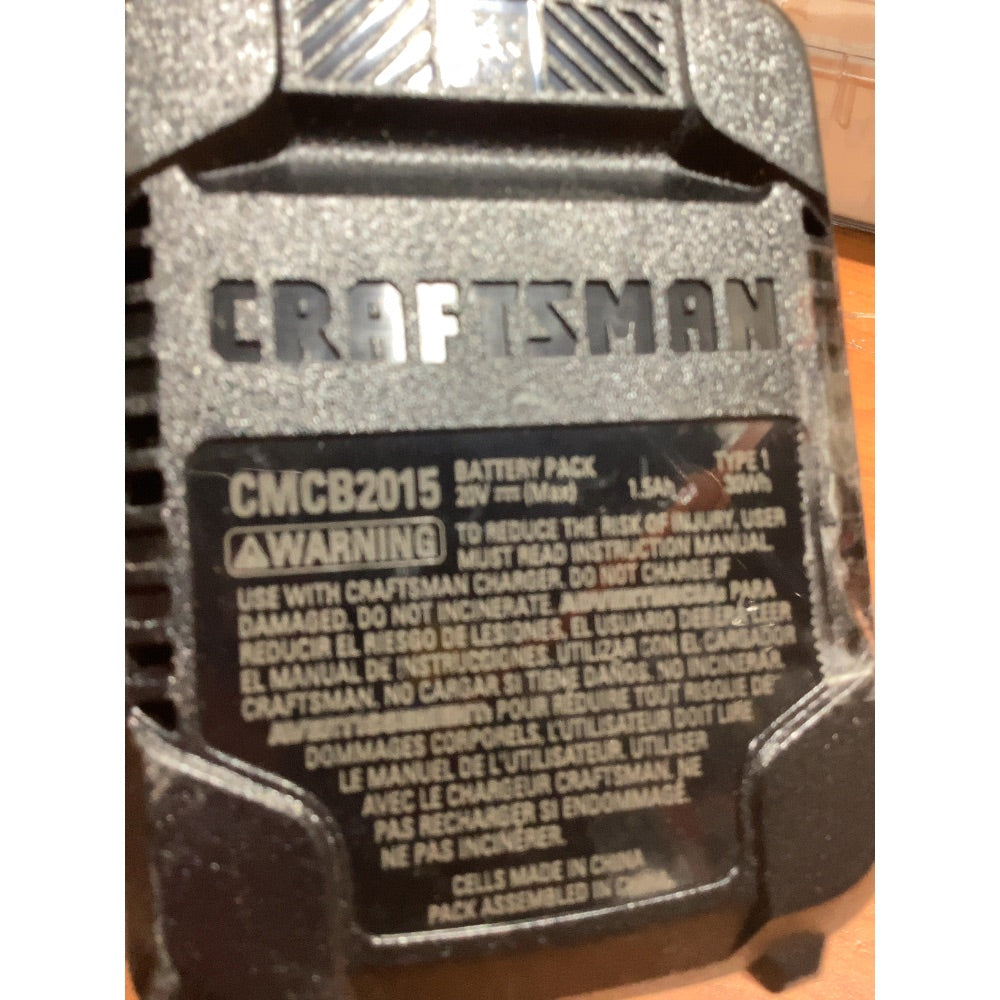 CRAFTSMAN
CMCB2015 BATTERY PACK TYPE 1
20V ⎓ (Max) 1.5Ah 30Wh
⚠WARNING TO REDUCE THE RISK OF INJURY, USER
MUST READ INSTRUCTION MANUAL.
USE WITH CRAFTSMAN CHARGER. DO NOT CHARGE IF
DAMAGED. DO NOT INCINERATE. ADVERTENCIA: PARA
REDUCIR EL RIESGO DE LESIONES, EL USUARIO DEBERÁ LEER
EL MANUAL DE INSTRUCCIONES. UTILIZAR CON EL CARGADOR
CRAFTSMAN. NO CARGAR SI TIENE DAÑOS. NO INCINERAR.
AVERTISSEMENT: POUR RÉDUIRE TOUT RISQUE DE
DOMMAGES CORPORELS, L'UTILISATEUR DOIT LIRE
LE MANUEL DE L'UTILISATEUR. UTILISER
AVEC LE CHARGEUR CRAFTSMAN. NE
PAS RECHARGER SI ENDOMMAGÉ.
NE PAS INCINÉRER.
CELLS MADE IN CHINA
PACK ASSEMBLED IN CHINA